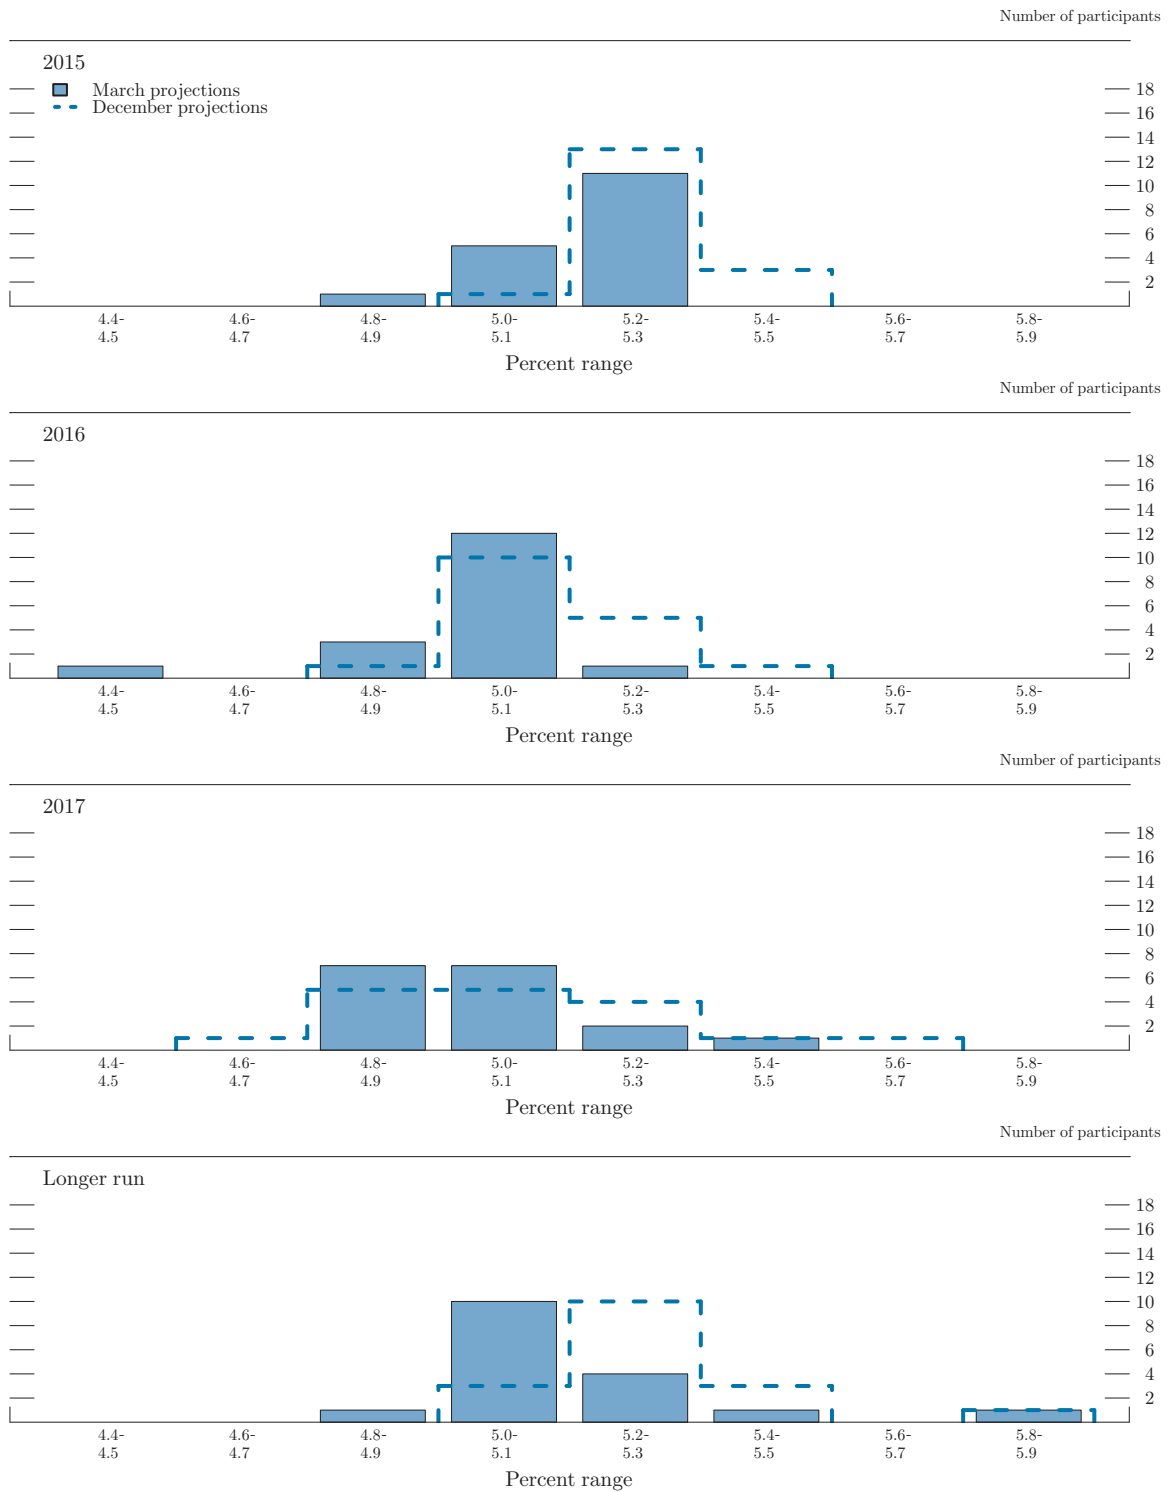 Number of participants
2015
March projections
December projections
18
16
14
12
10
8
6
4
2
4.4- 4.6- 4.8- 5.0- 5.2- 5.4- 5.6- 5.8-
4.5 4.7 4.9 5.1 5.3 5.5 5.7 5.9
Percent range
Number of participants
2016
18
16
14
12
10
8
6
4
2
4.4- 4.6- 4.8- 5.0- 5.2- 5.4- 5.6- 5.8-
4.5 4.7 4.9 5.1 5.3 5.5 5.7 5.9
Percent range
Number of participants
2017
18
16
14
12
10
8
6
4
2
4.4- 4.6- 4.8- 5.0- 5.2- 5.4- 5.6- 5.8-
4.5 4.7 4.9 5.1 5.3 5.5 5.7 5.9
Percent range
Number of participants
Longer run
18
16
14
12
10
8
6
4
2
4.4- 4.6- 4.8- 5.0- 5.2- 5.4- 5.6- 5.8-
4.5 4.7 4.9 5.1 5.3 5.5 5.7 5.9
Percent range